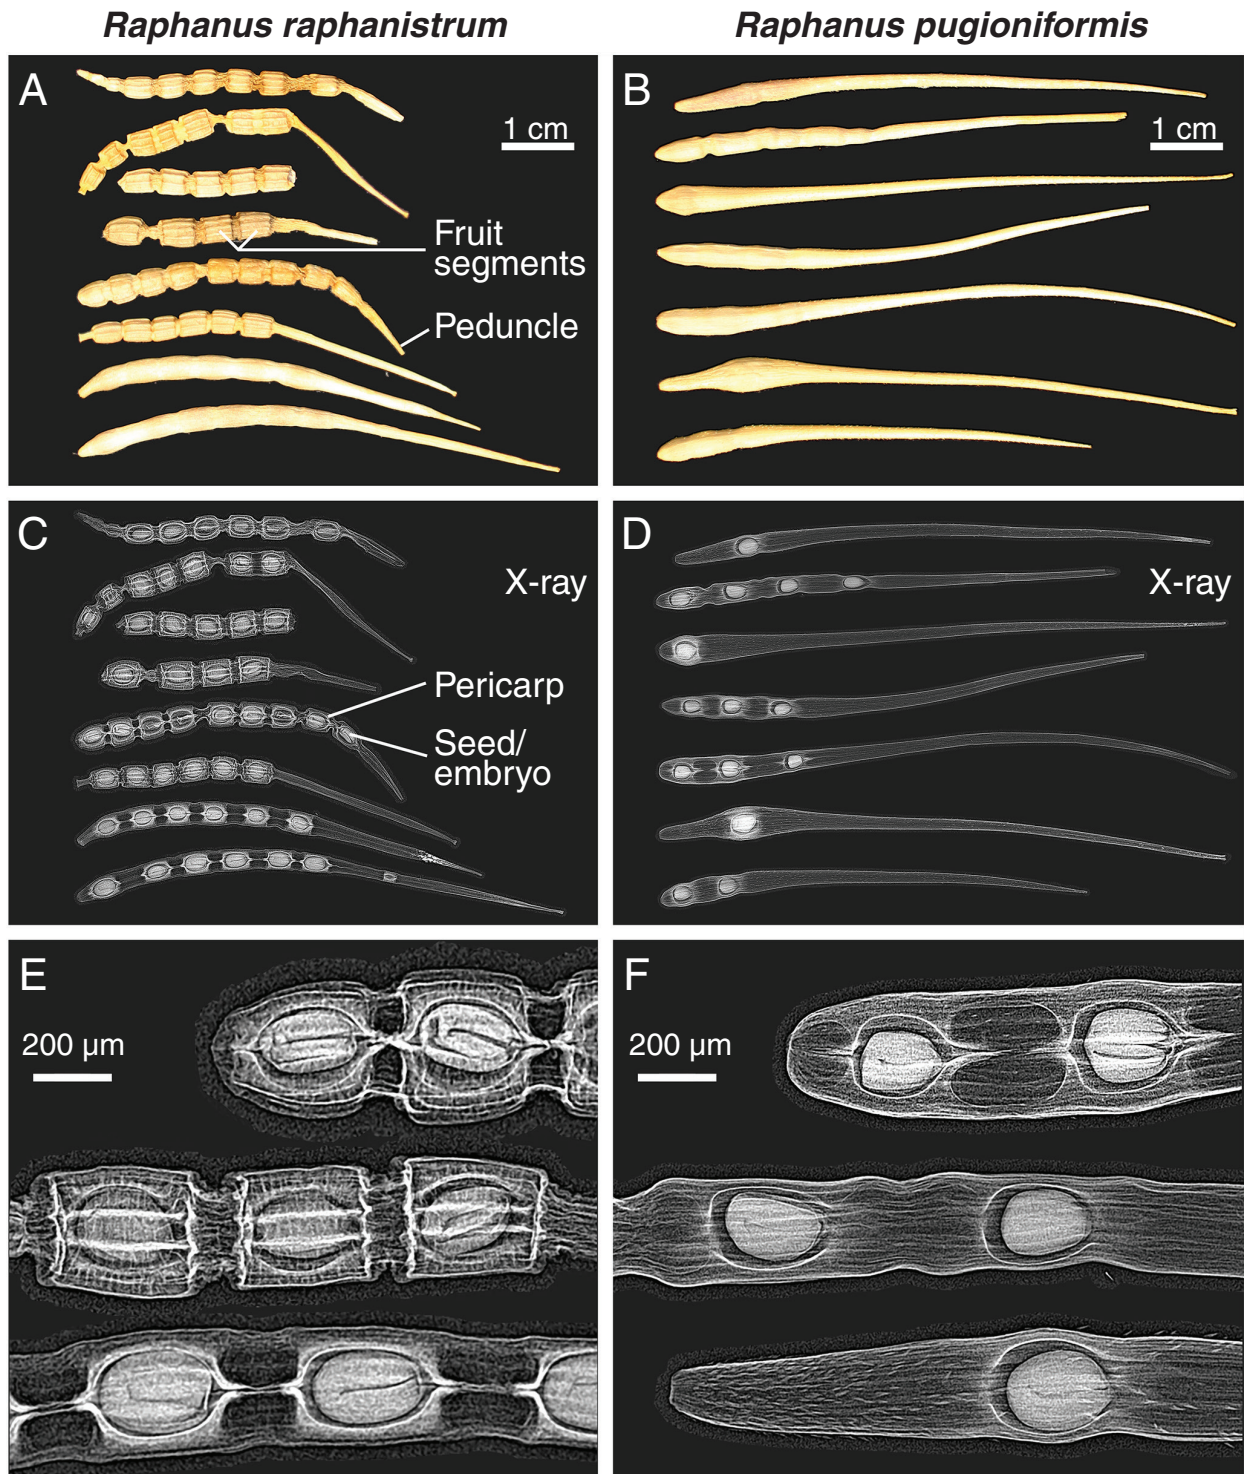 Raphanus raphanistrum
Raphanus pugioniformis
A
1 cm
Fruit
segments
Peduncle
B
1 cm
C
X-ray
Pericarp
Seed/
embryo
D
X-ray
E
200 µm
F
200 µm